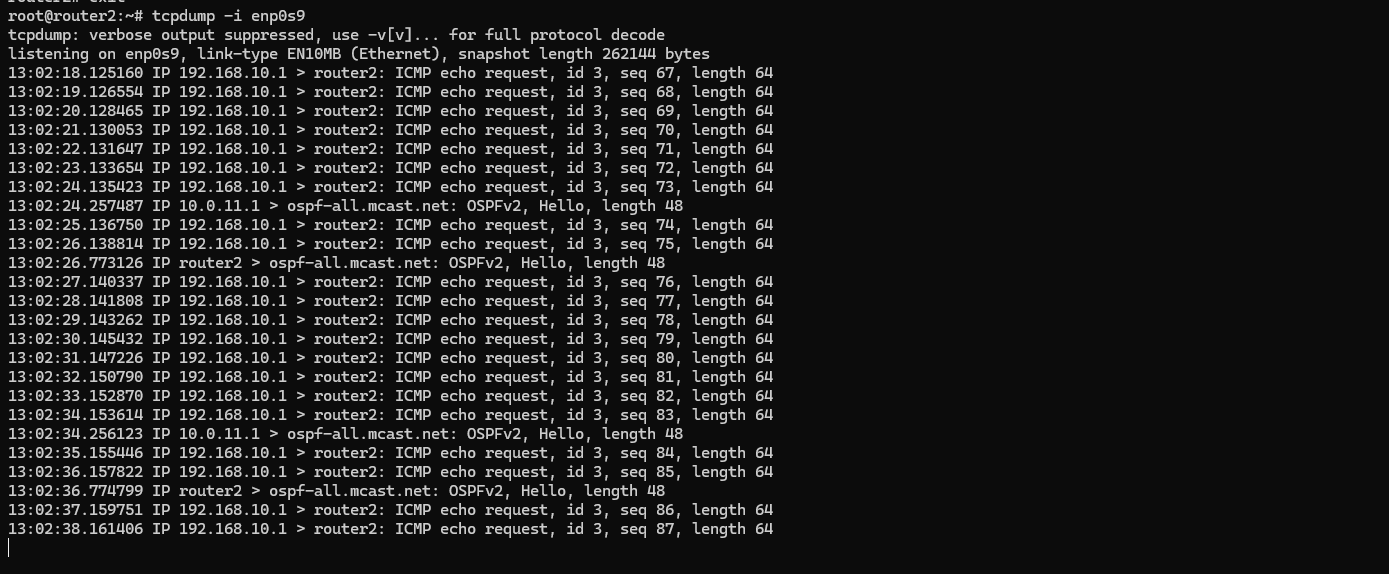 router2# exit
root@router2:~# tcpdump -i enp0s9
tcpdump: verbose output suppressed, use -v[v]... for full protocol decode
listening on enp0s9, link-type EN10MB (Ethernet), snapshot length 262144 bytes
13:02:18.125160 IP 192.168.10.1 > router2: ICMP echo request, id 3, seq 67, length 64
13:02:19.126554 IP 192.168.10.1 > router2: ICMP echo request, id 3, seq 68, length 64
13:02:20.128465 IP 192.168.10.1 > router2: ICMP echo request, id 3, seq 69, length 64
13:02:21.130053 IP 192.168.10.1 > router2: ICMP echo request, id 3, seq 70, length 64
13:02:22.131647 IP 192.168.10.1 > router2: ICMP echo request, id 3, seq 71, length 64
13:02:23.133654 IP 192.168.10.1 > router2: ICMP echo request, id 3, seq 72, length 64
13:02:24.135423 IP 192.168.10.1 > router2: ICMP echo request, id 3, seq 73, length 64
13:02:24.257487 IP 10.0.11.1 > ospf-all.mcast.net: OSPFv2, Hello, length 48
13:02:25.136750 IP 192.168.10.1 > router2: ICMP echo request, id 3, seq 74, length 64
13:02:26.138814 IP 192.168.10.1 > router2: ICMP echo request, id 3, seq 75, length 64
13:02:26.773126 IP router2 > ospf-all.mcast.net: OSPFv2, Hello, length 48
13:02:27.140337 IP 192.168.10.1 > router2: ICMP echo request, id 3, seq 76, length 64
13:02:28.141808 IP 192.168.10.1 > router2: ICMP echo request, id 3, seq 77, length 64
13:02:29.143262 IP 192.168.10.1 > router2: ICMP echo request, id 3, seq 78, length 64
13:02:30.145432 IP 192.168.10.1 > router2: ICMP echo request, id 3, seq 79, length 64
13:02:31.147226 IP 192.168.10.1 > router2: ICMP echo request, id 3, seq 80, length 64
13:02:32.150790 IP 192.168.10.1 > router2: ICMP echo request, id 3, seq 81, length 64
13:02:33.152870 IP 192.168.10.1 > router2: ICMP echo request, id 3, seq 82, length 64
13:02:34.153614 IP 192.168.10.1 > router2: ICMP echo request, id 3, seq 83, length 64
13:02:34.256123 IP 10.0.11.1 > ospf-all.mcast.net: OSPFv2, Hello, length 48
13:02:35.155446 IP 192.168.10.1 > router2: ICMP echo request, id 3, seq 84, length 64
13:02:36.157822 IP 192.168.10.1 > router2: ICMP echo request, id 3, seq 85, length 64
13:02:36.774799 IP router2 > ospf-all.mcast.net: OSPFv2, Hello, length 48
13:02:37.159751 IP 192.168.10.1 > router2: ICMP echo request, id 3, seq 86, length 64
13:02:38.161406 IP 192.168.10.1 > router2: ICMP echo request, id 3, seq 87, length 64